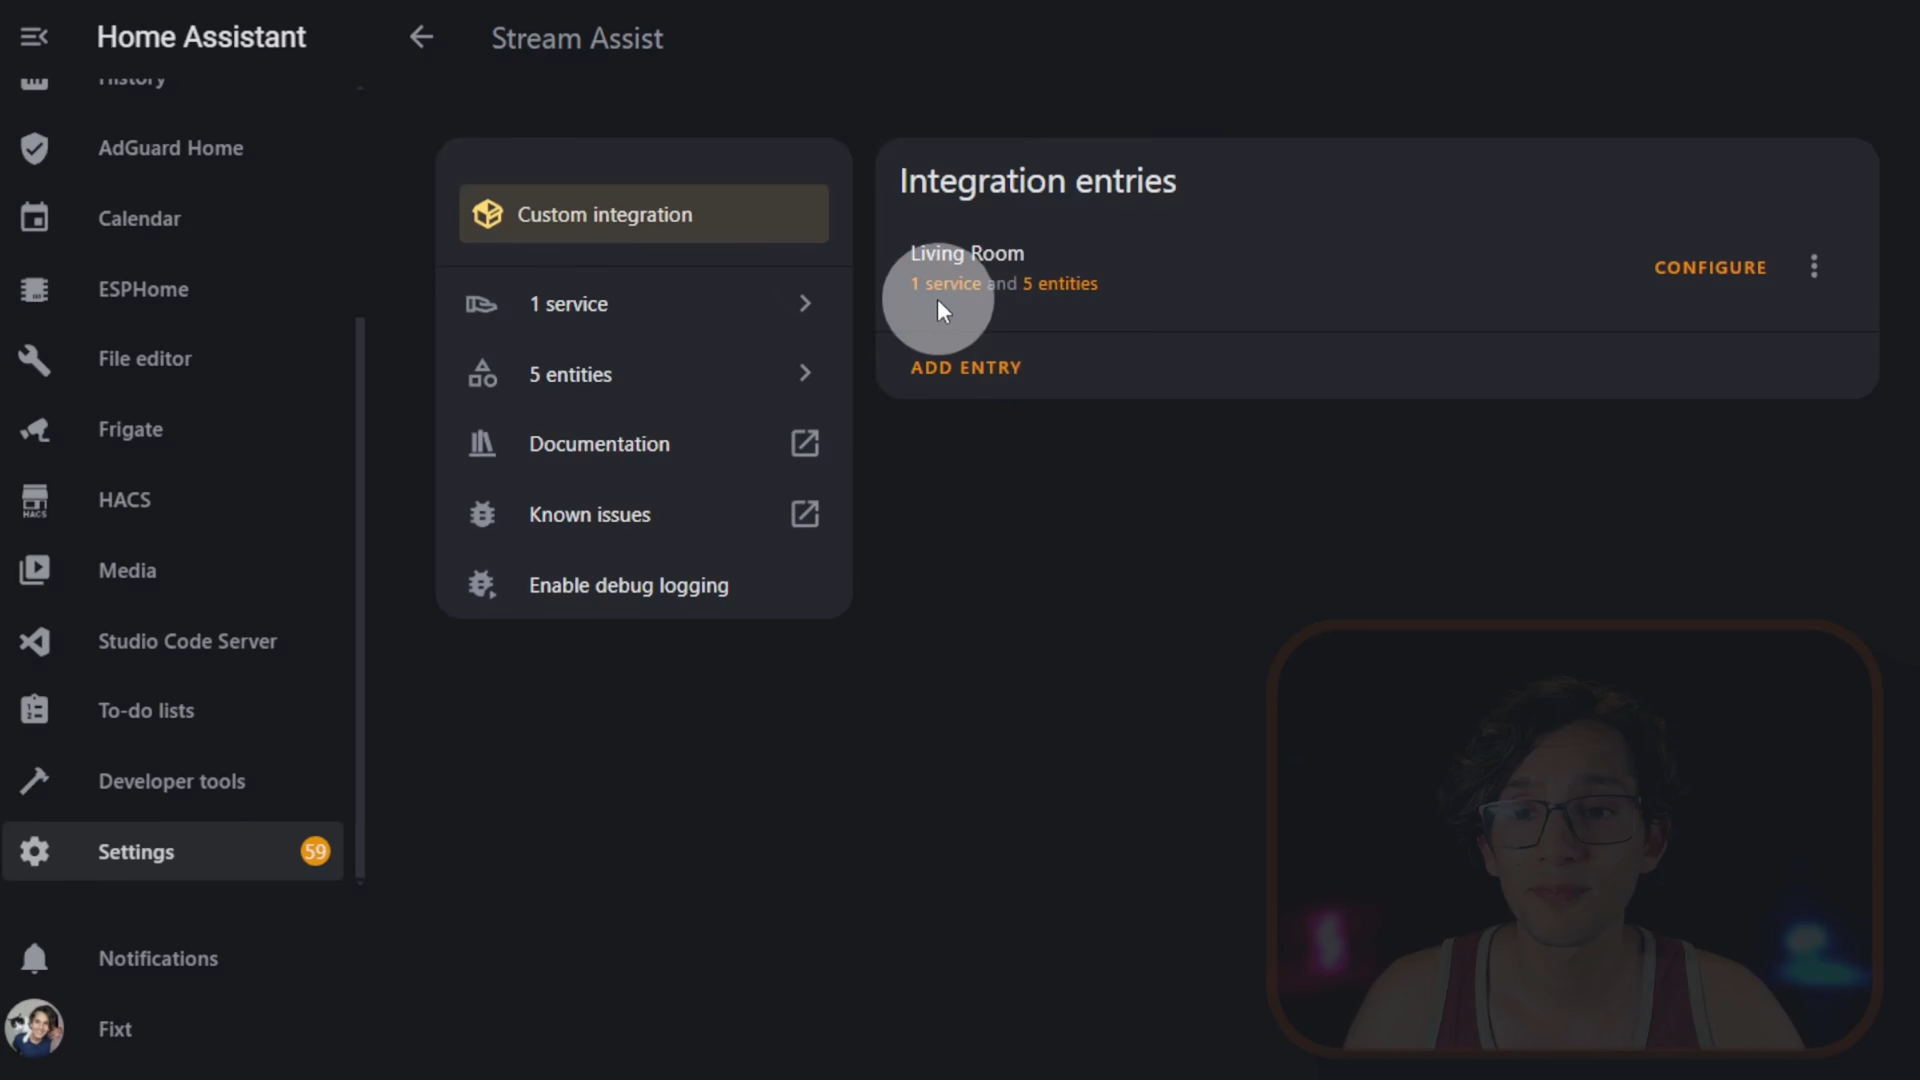 Home Assistant
Stream Assist
History
AdGuard Home
Calendar
ESPHome
File editor
Frigate
HACS
HACS
Media
Studio Code Server
To-do lists
Developer tools
Settings
59
Notifications
Fixt
Custom integration
1 service
5 entities
Documentation
Known issues
Enable debug logging
Integration entries
Living Room
1 service and 5 entities
CONFIGURE
ADD ENTRY